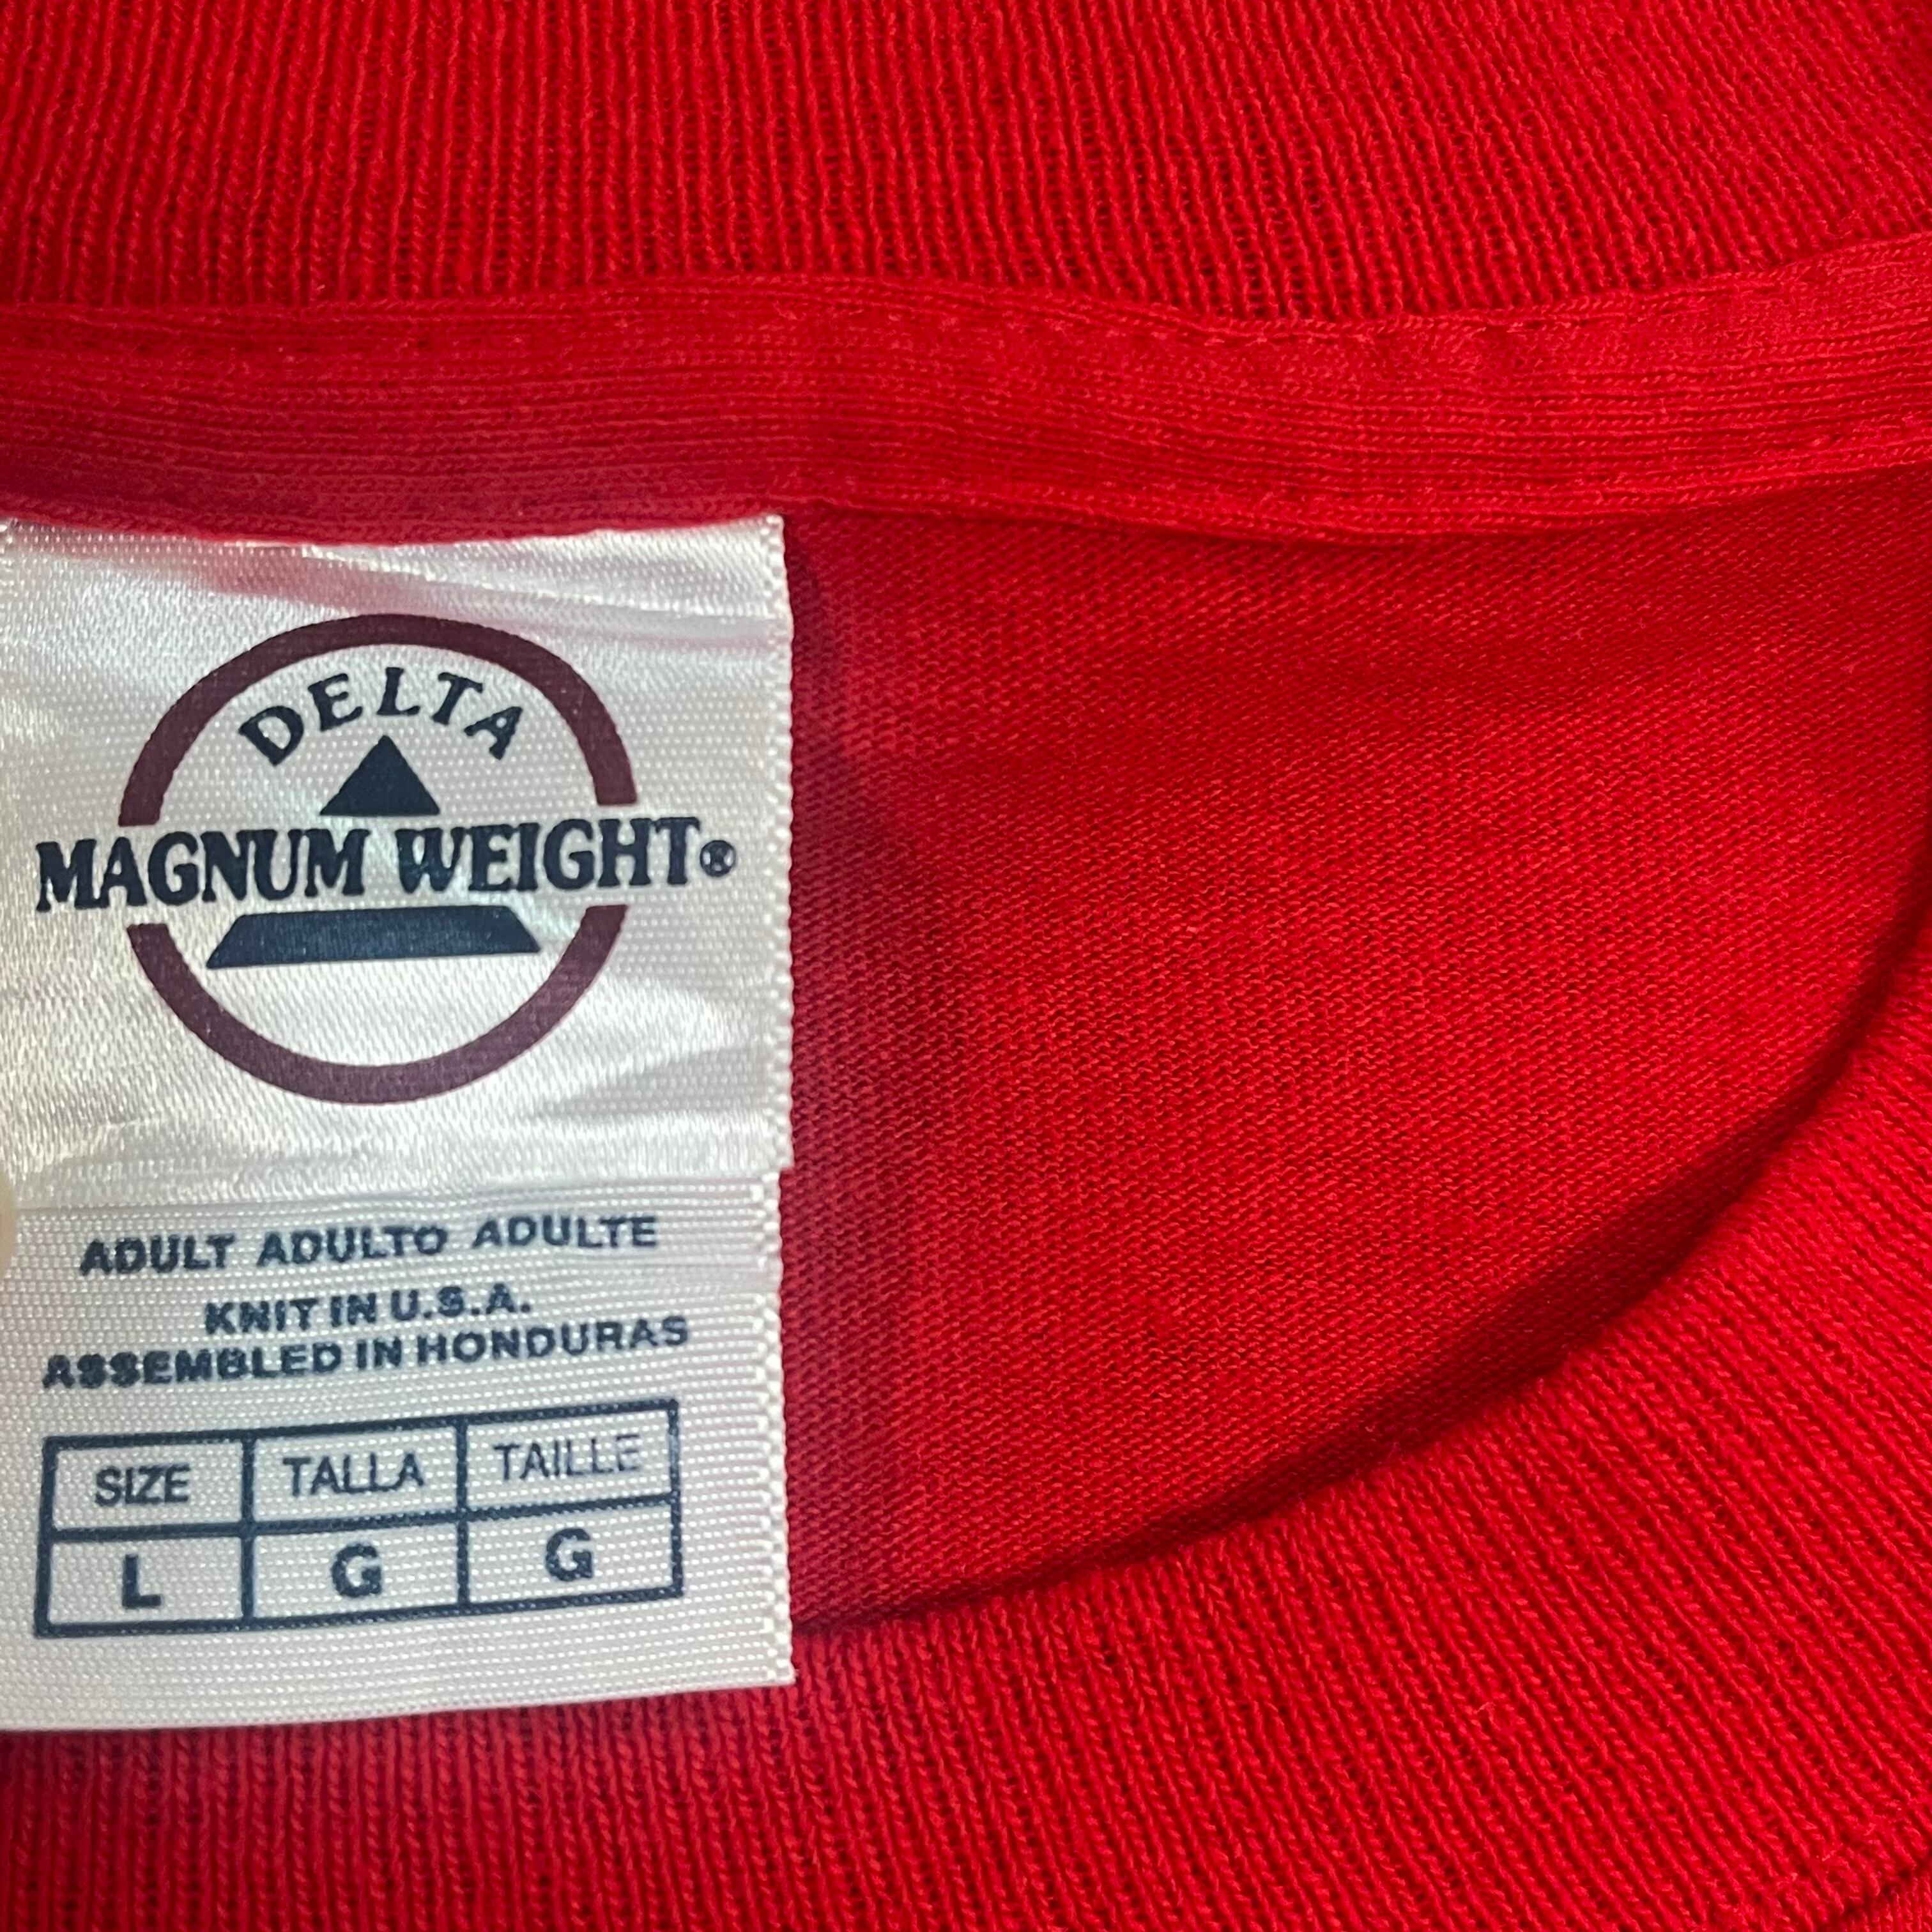 DELTA
MAGNUM WEIGHT®
ADULT ADULTO ADULTE
KNIT IN U.S.A.
ASSEMBLED IN HONDURAS
SIZE TALLA TAILLE
L G G